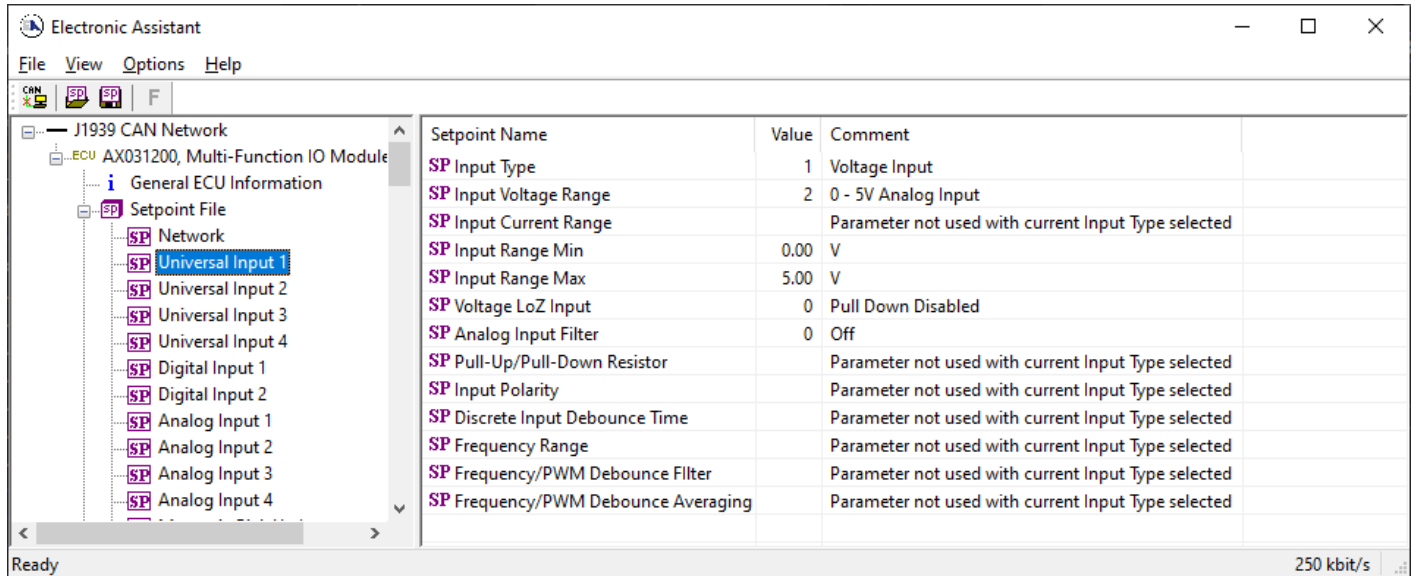 Electronic Assistant
File View Options Help
CAN SP SP F
J1939 CAN Network
ECU AX031200, Multi-Function IO Module
i General ECU Information
SP Setpoint File
SP Network
SP Universal Input 1
SP Universal Input 2
SP Universal Input 3
SP Universal Input 4
SP Digital Input 1
SP Digital Input 2
SP Analog Input 1
SP Analog Input 2
SP Analog Input 3
SP Analog Input 4
Setpoint Name Value Comment
SP Input Type 1 Voltage Input
SP Input Voltage Range 2 0 - 5V Analog Input
SP Input Current Range Parameter not used with current Input Type selected
SP Input Range Min 0.00 V
SP Input Range Max 5.00 V
SP Voltage LoZ Input 0 Pull Down Disabled
SP Analog Input Filter 0 Off
SP Pull-Up/Pull-Down Resistor Parameter not used with current Input Type selected
SP Input Polarity Parameter not used with current Input Type selected
SP Discrete Input Debounce Time Parameter not used with current Input Type selected
SP Frequency Range Parameter not used with current Input Type selected
SP Frequency/PWM Debounce FIlter Parameter not used with current Input Type selected
SP Frequency/PWM Debounce Averaging Parameter not used with current Input Type selected
Ready 250 kbit/s